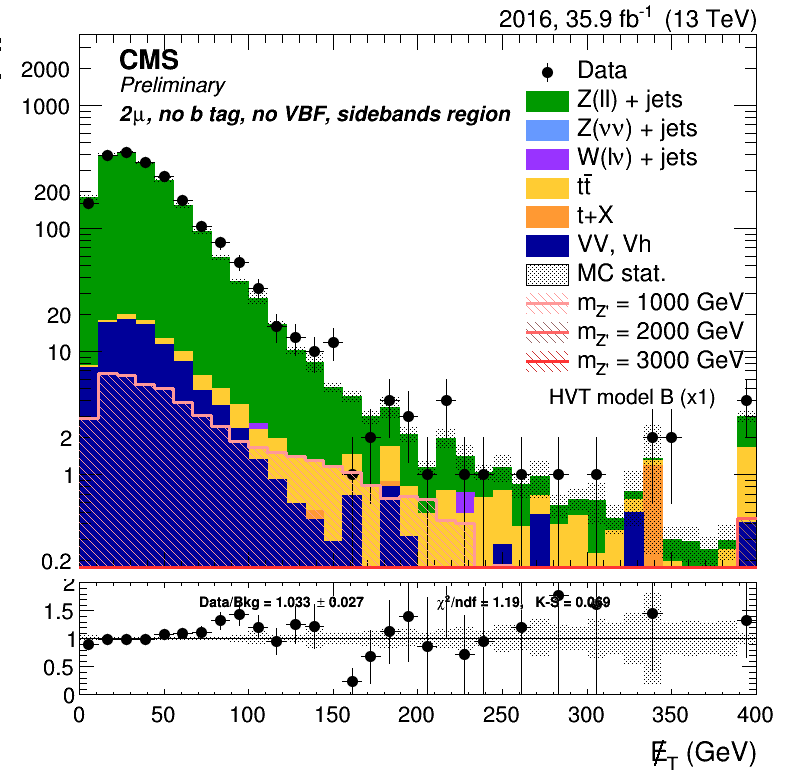 2016, 35.9 fb⁻¹ (13 TeV)
CMS
Preliminary
2μ, no b tag, no VBF, sidebands region
Data
Z(ll) + jets
Z(νν) + jets
W(lν) + jets
tt̄
t+X
VV, Vh
MC stat.
m_Z' = 1000 GeV
m_Z' = 2000 GeV
m_Z' = 3000 GeV
HVT model B (x1)
2000
1000
200
100
20
10
2
1
0.2
Data/Bkg = 1.033 ± 0.027
χ²/ndf = 1.19, K-S = 0.069
2
1.5
1
0.5
0
0 50 100 150 200 250 300 350 400
E̸_T (GeV)